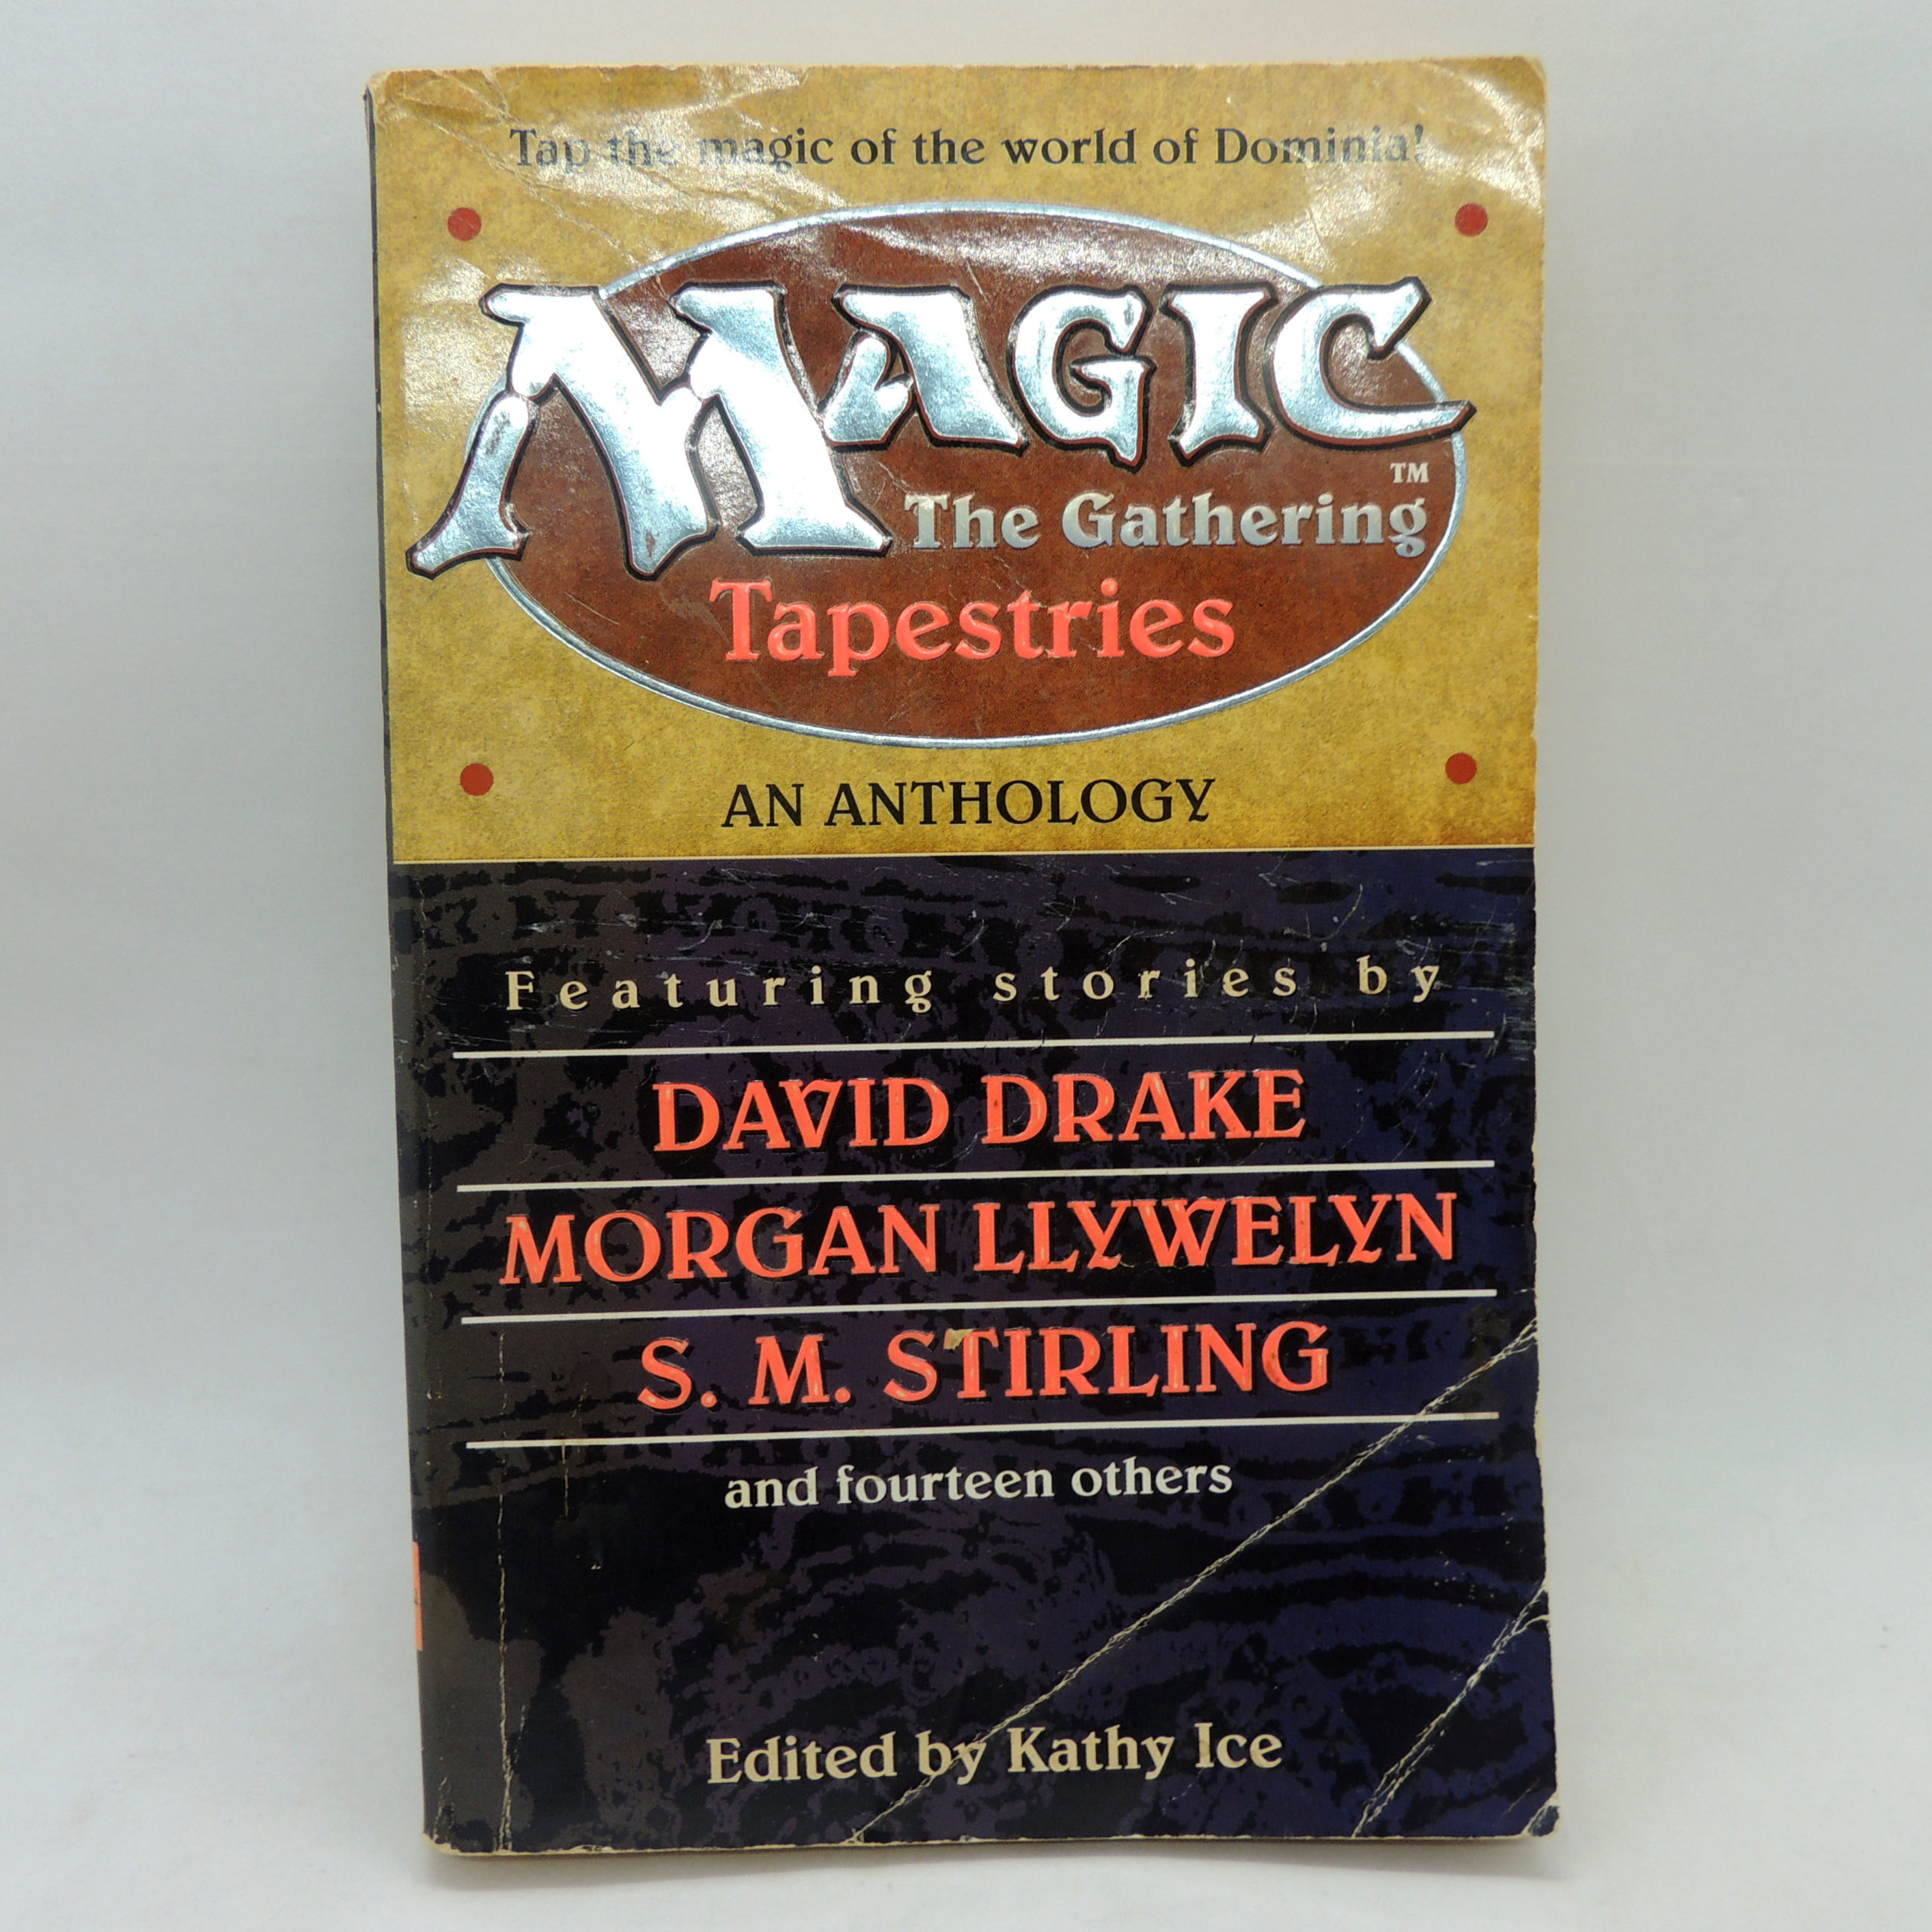 Tap the magic of the world of Dominia!
MAGIC
TM
The Gathering
Tapestries
AN ANTHOLOGY
Featuring stories by
DAVID DRAKE
MORGAN LLYWELYN
S. M. STIRLING
and fourteen others
Edited by Kathy Ice